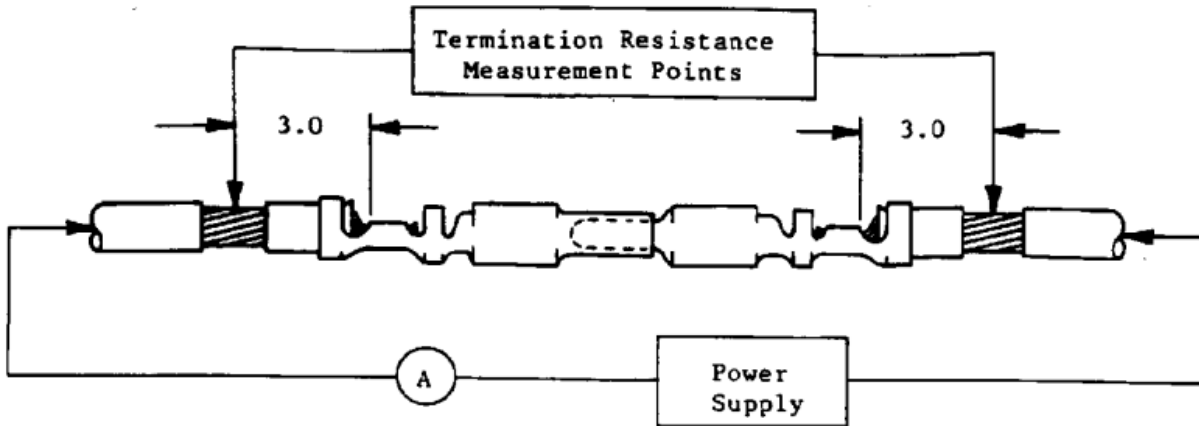 Termination Resistance
Measurement Points
3.0
3.0
A
Power
Supply